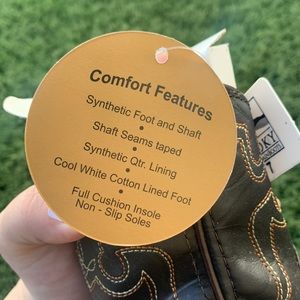 Comfort Features
Synthetic Foot and Shaft
•
Shaft Seams taped
•
Synthetic Qtr. Lining
•
Cool White Cotton Lined Foot
•
Full Cushion Insole
Non - Slip Soles